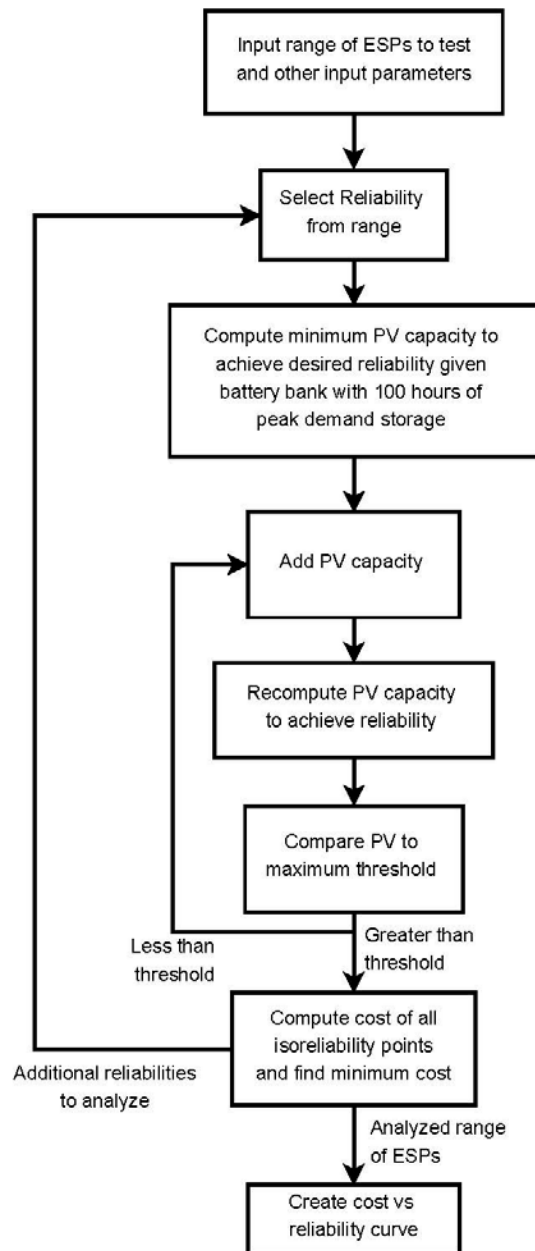 Input range of ESPs to test
and other input parameters
Select Reliability
from range
Compute minimum PV capacity to
achieve desired reliability given
battery bank with 100 hours of
peak demand storage
Add PV capacity
Recompute PV capacity
to achieve reliability
Compare PV to
maximum threshold
Less than
threshold
Greater than
threshold
Compute cost of all
isoreliability points
and find minimum cost
Additional reliabilities
to analyze
Analyzed range
of ESPs
Create cost vs
reliability curve